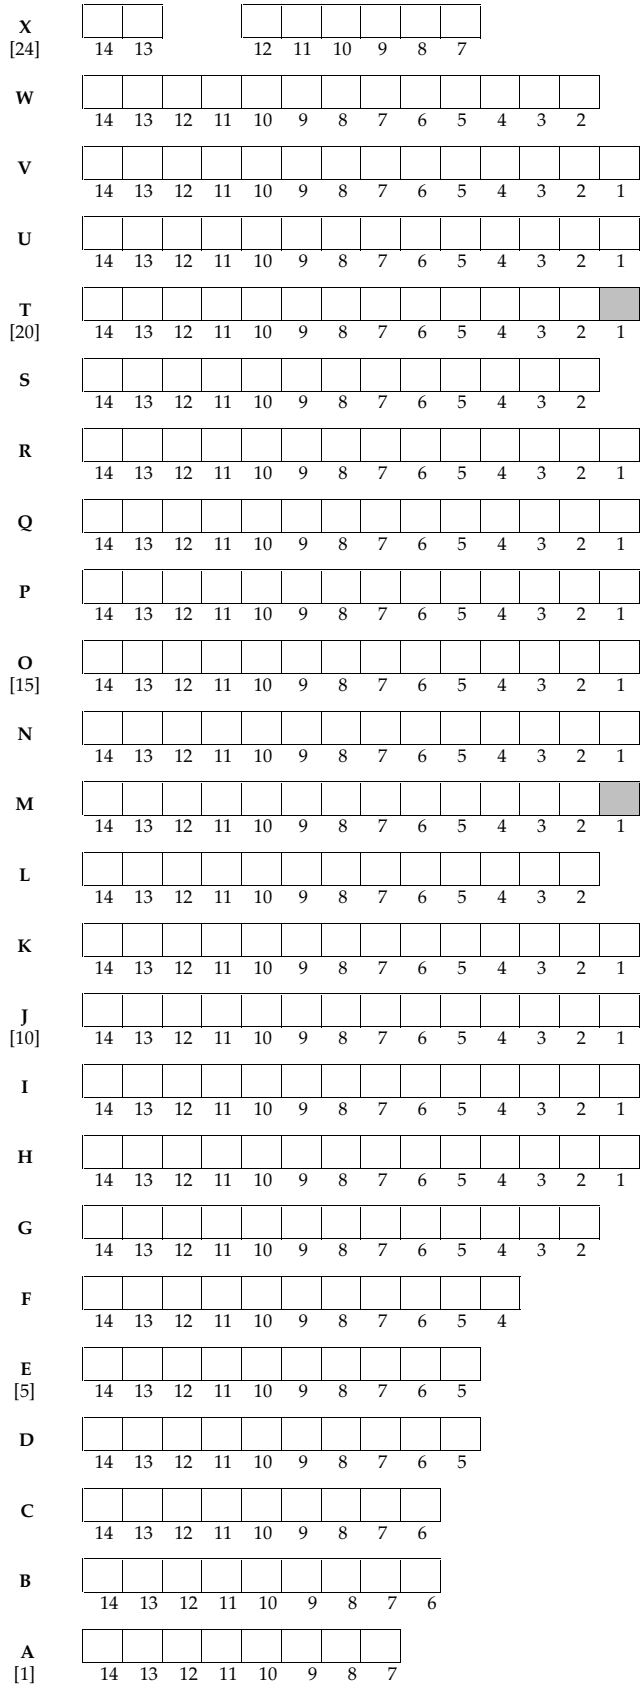 X
[24] 14 13 12 11 10 9 8 7
W
14 13 12 11 10 9 8 7 6 5 4 3 2
V
14 13 12 11 10 9 8 7 6 5 4 3 2 1
U
14 13 12 11 10 9 8 7 6 5 4 3 2 1
T
[20] 14 13 12 11 10 9 8 7 6 5 4 3 2 1
S
14 13 12 11 10 9 8 7 6 5 4 3 2
R
14 13 12 11 10 9 8 7 6 5 4 3 2 1
Q
14 13 12 11 10 9 8 7 6 5 4 3 2 1
P
14 13 12 11 10 9 8 7 6 5 4 3 2 1
O
[15] 14 13 12 11 10 9 8 7 6 5 4 3 2 1
N
14 13 12 11 10 9 8 7 6 5 4 3 2 1
M
14 13 12 11 10 9 8 7 6 5 4 3 2 1
L
14 13 12 11 10 9 8 7 6 5 4 3 2
K
14 13 12 11 10 9 8 7 6 5 4 3 2 1
J
[10] 14 13 12 11 10 9 8 7 6 5 4 3 2 1
I
14 13 12 11 10 9 8 7 6 5 4 3 2 1
H
14 13 12 11 10 9 8 7 6 5 4 3 2 1
G
14 13 12 11 10 9 8 7 6 5 4 3 2
F
14 13 12 11 10 9 8 7 6 5 4
E
[5] 14 13 12 11 10 9 8 7 6 5
D
14 13 12 11 10 9 8 7 6 5
C
14 13 12 11 10 9 8 7 6
B
14 13 12 11 10 9 8 7 6
A
[1] 14 13 12 11 10 9 8 7